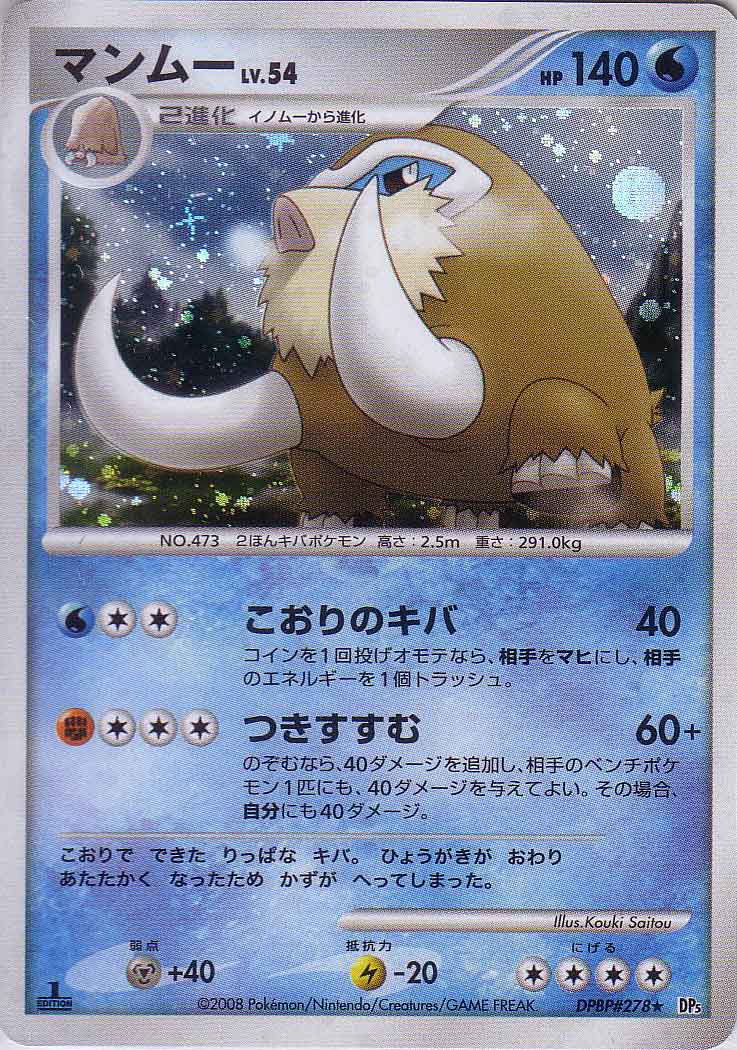 マンムー LV.54 HP 140
2進化 イノムーから進化
NO.473 2ほんキバポケモン 高さ:2.5m 重さ:291.0kg
こおりのキバ 40
コインを1回投げオモテなら、相手をマヒにし、相手
のエネルギーを1個トラッシュ。
つきすすむ 60+
のぞむなら、40ダメージを追加し、相手のベンチポケ
モン1匹にも、40ダメージを与えてよい。その場合、
自分にも40ダメージ。
こおりで できた りっぱな キバ。 ひょうがきが おわり
あたたかく なったため かずが へってしまった。
Illus.Kouki Saitou
弱点 抵抗力 にげる
+40 -20
1 EDITION ©2008 Pokémon/Nintendo/Creatures/GAME FREAK. DPBP#278★ DP5